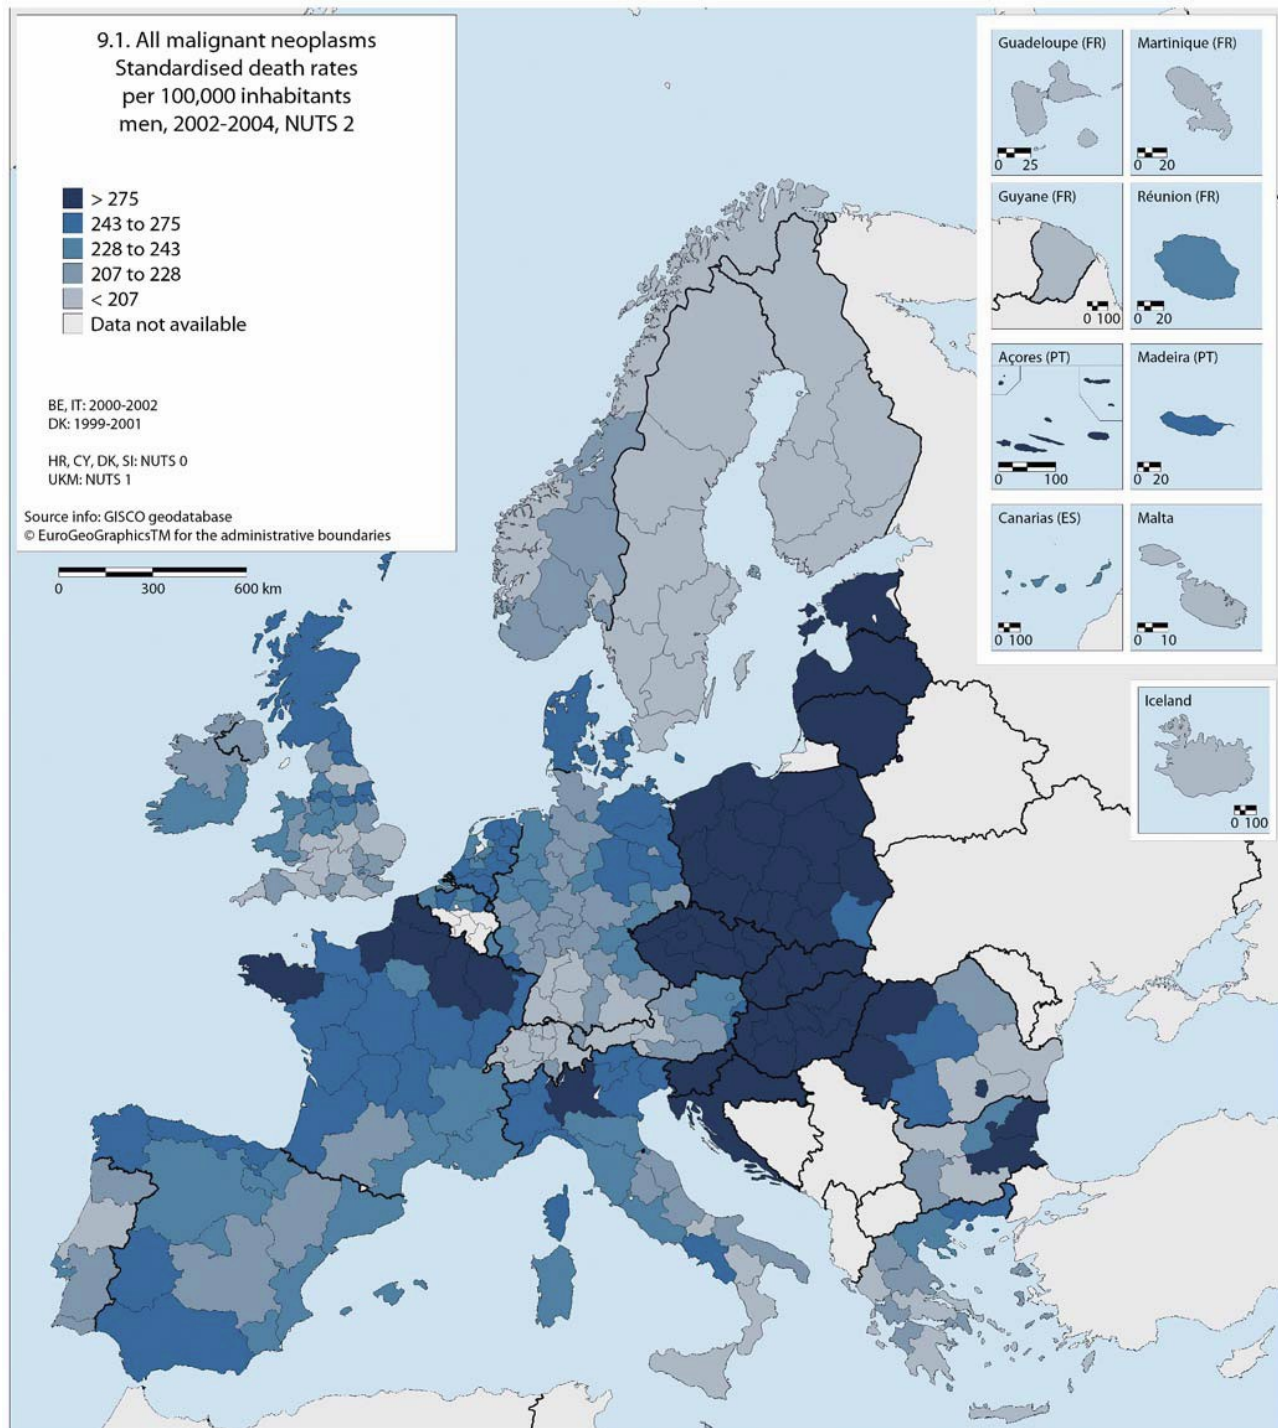 9.1. All malignant neoplasms
Standardised death rates
per 100,000 inhabitants
men, 2002-2004, NUTS 2
> 275
243 to 275
228 to 243
207 to 228
< 207
Data not available
BE, IT: 2000-2002
DK: 1999-2001
HR, CY, DK, SI: NUTS 0
UKM: NUTS 1
Source info: GISCO geodatabase
© EuroGeoGraphicsTM for the administrative boundaries
0 300 600 km
Guadeloupe (FR)
0 25
Martinique (FR)
0 20
Guyane (FR)
0 100
Réunion (FR)
0 20
Açores (PT)
0 100
Madeira (PT)
0 20
Canarias (ES)
0 100
Malta
0 10
Iceland
0 100